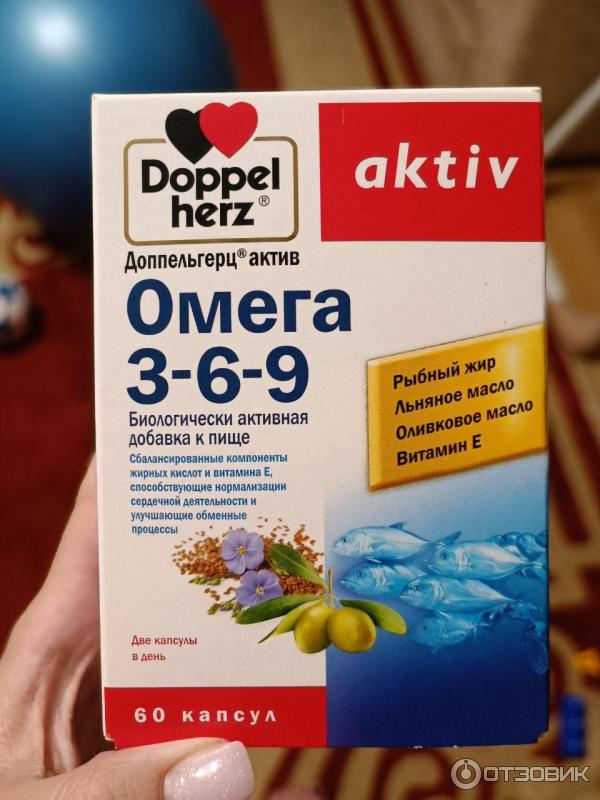 Doppel
herz®
aktiv
Доппельгерц® актив
Омега
3-6-9
Биологически активная
добавка к пище
Сбалансированные компоненты
жирных кислот и витамина Е,
способствующие нормализации
сердечной деятельности и
улучшающие обменные
процессы
Рыбный жир
Льняное масло
Оливковое масло
Витамин Е
Две капсулы
в день
60 капсул
ОТЗОВИК